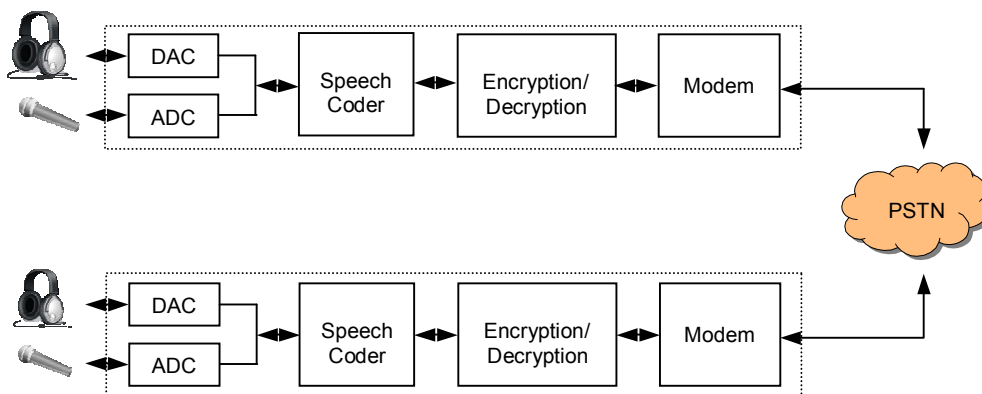 DAC
ADC
Speech
Coder
Encryption/
Decryption
Modem
PSTN
DAC
ADC
Speech
Coder
Encryption/
Decryption
Modem